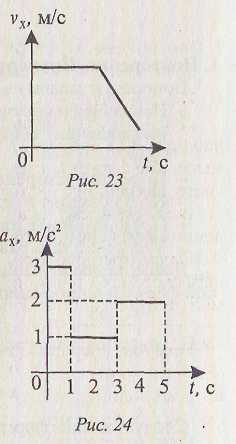 vₓ, м/с
0
t, с
Рис. 23
aₓ, м/с²
3
2
1
0 1 2 3 4 5 t, с
Рис. 24